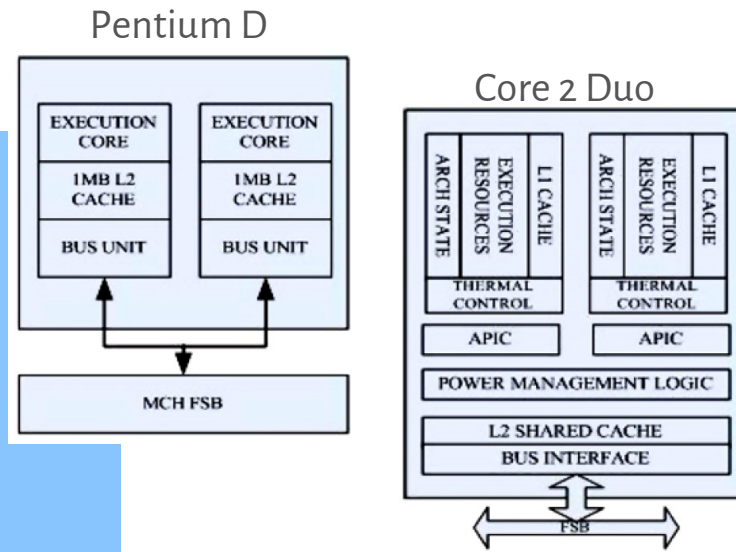 Pentium D
EXECUTION
CORE
1MB L2
CACHE
BUS UNIT
EXECUTION
CORE
1MB L2
CACHE
BUS UNIT
MCH FSB
Core 2 Duo
ARCH STATE
EXECUTION
RESOURCES
L1 CACHE
THERMAL
CONTROL
ARCH STATE
EXECUTION
RESOURCES
L1 CACHE
THERMAL
CONTROL
APIC
APIC
POWER MANAGEMENT LOGIC
L2 SHARED CACHE
BUS INTERFACE
FSB